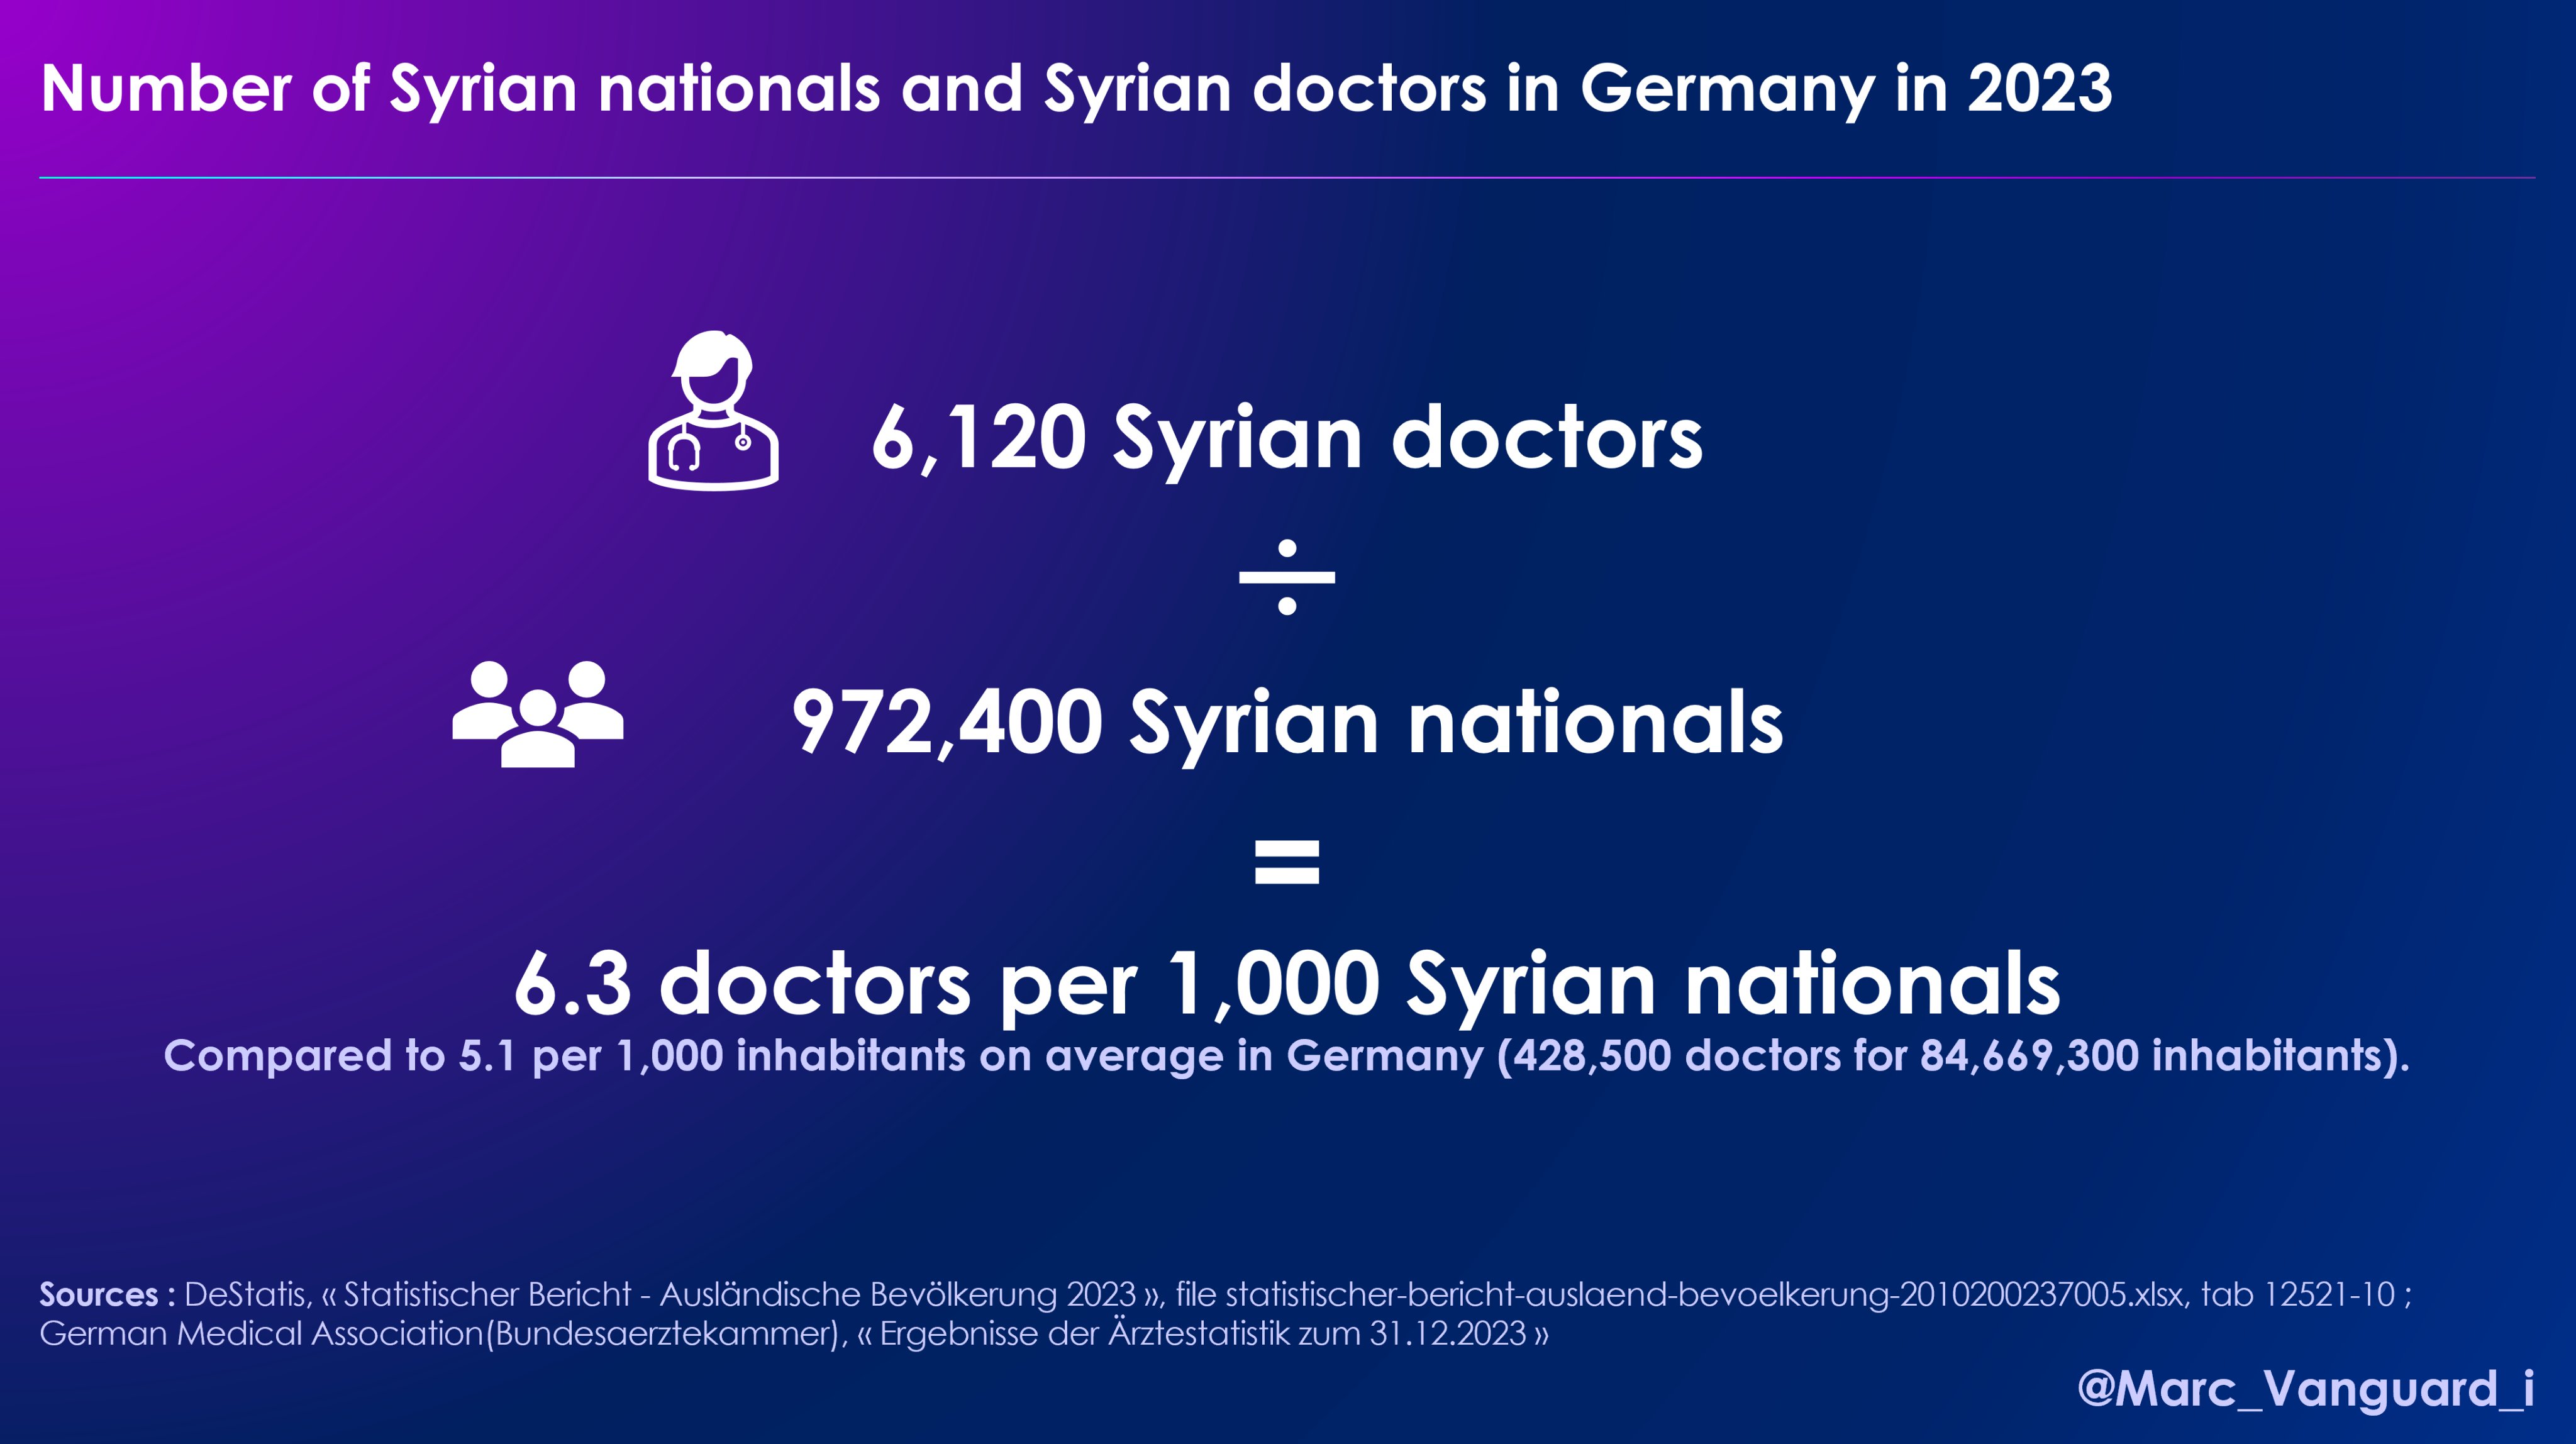 Number of Syrian nationals and Syrian doctors in Germany in 2023
6,120 Syrian doctors
÷
972,400 Syrian nationals
=
6.3 doctors per 1,000 Syrian nationals
Compared to 5.1 per 1,000 inhabitants on average in Germany (428,500 doctors for 84,669,300 inhabitants).
Sources : DeStatis, « Statistischer Bericht - Ausländische Bevölkerung 2023 », file statistischer-bericht-auslaend-bevoelkerung-2010200237005.xlsx, tab 12521-10 ;
German Medical Association(Bundesaerztekammer), « Ergebnisse der Ärztestatistik zum 31.12.2023 »
@Marc_Vanguard_i